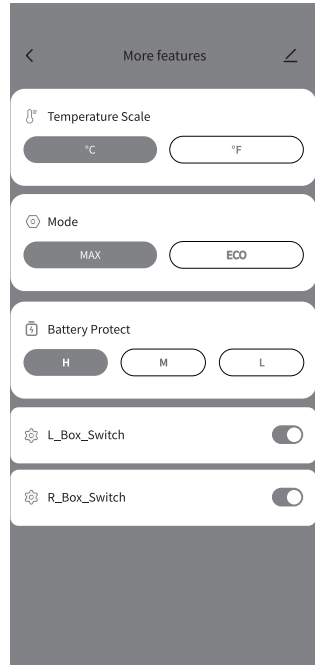 More features
Temperature Scale
°C °F
Mode
MAX ECO
Battery Protect
H M L
L_Box_Switch
R_Box_Switch